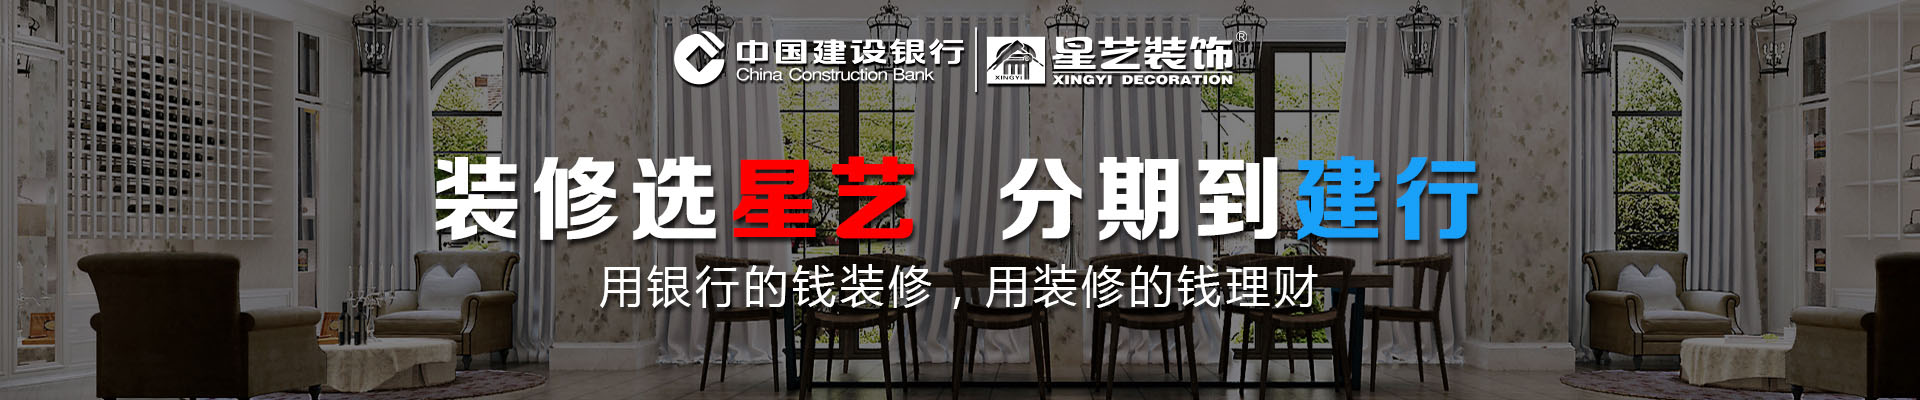 中国建设银行 China Construction Bank
XINGYI 星艺装饰® XINGYI DECORATION
装修选星艺 分期到建行
用银行的钱装修，用装修的钱理财